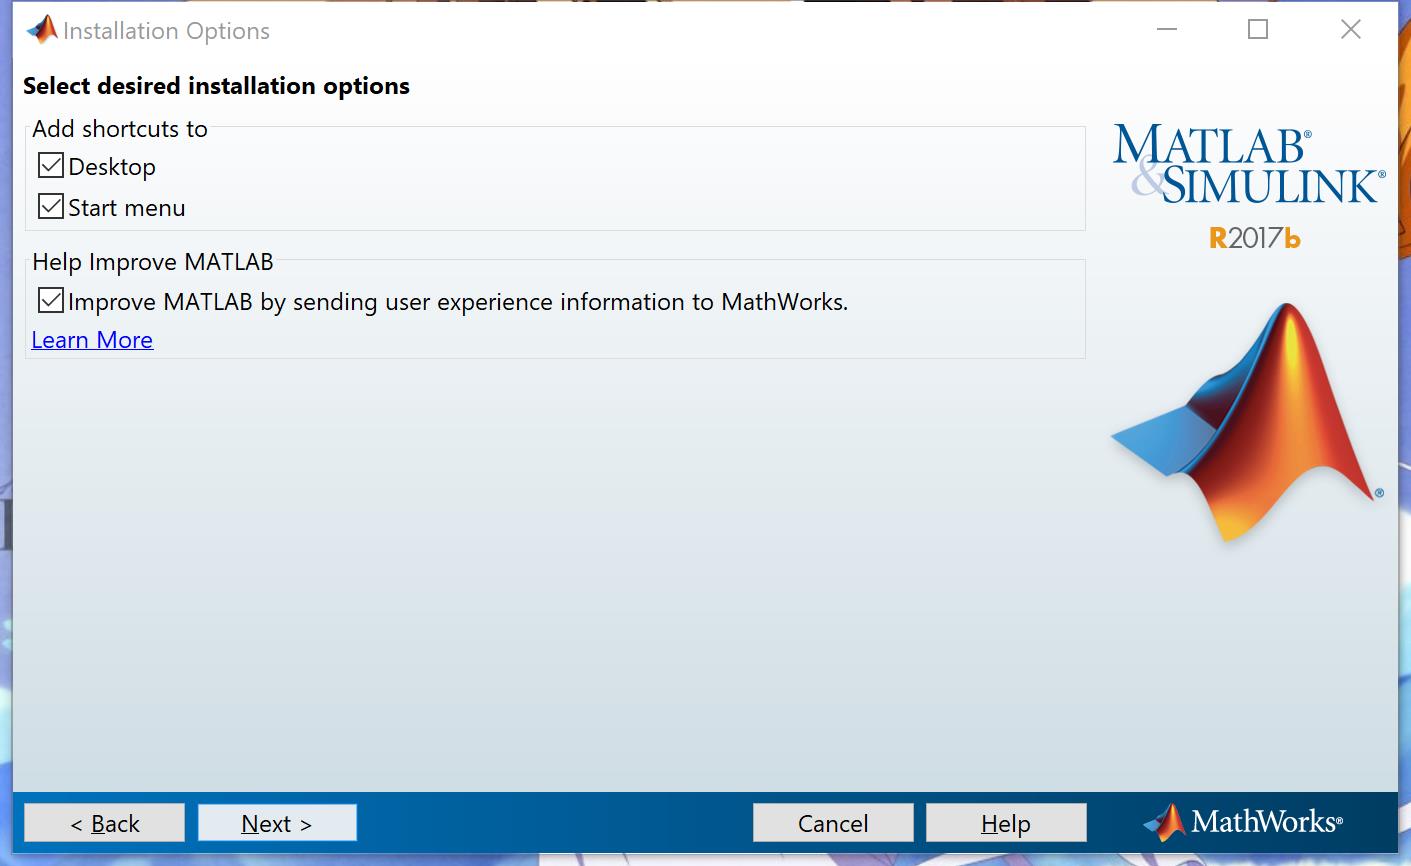 Installation Options
Select desired installation options
Add shortcuts to
Desktop
Start menu
Help Improve MATLAB
Improve MATLAB by sending user experience information to MathWorks.
Learn More
MATLAB®
&SIMULINK®
R2017b
®
< Back
Next >
Cancel
Help
MathWorks®